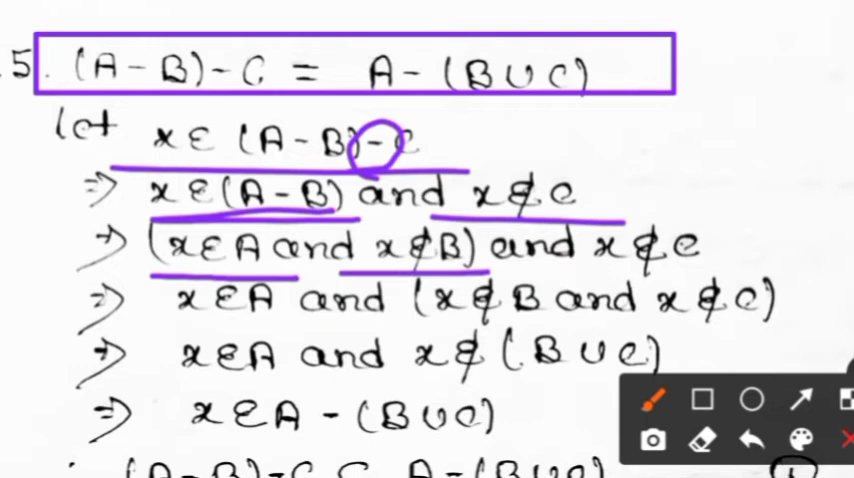 5. (A - B) - C = A - (B ∪ C)
let x ∈ (A - B) - C
⇒ x ∈ (A - B) and x ∉ C
⇒ (x ∈ A and x ∉ B) and x ∉ C
⇒ x ∈ A and (x ∉ B and x ∉ C)
⇒ x ∈ A and x ∉ (B ∪ C)
⇒ x ∈ A - (B ∪ C)
∴ (A - B) - C ⊂ A - (B ∪ C)